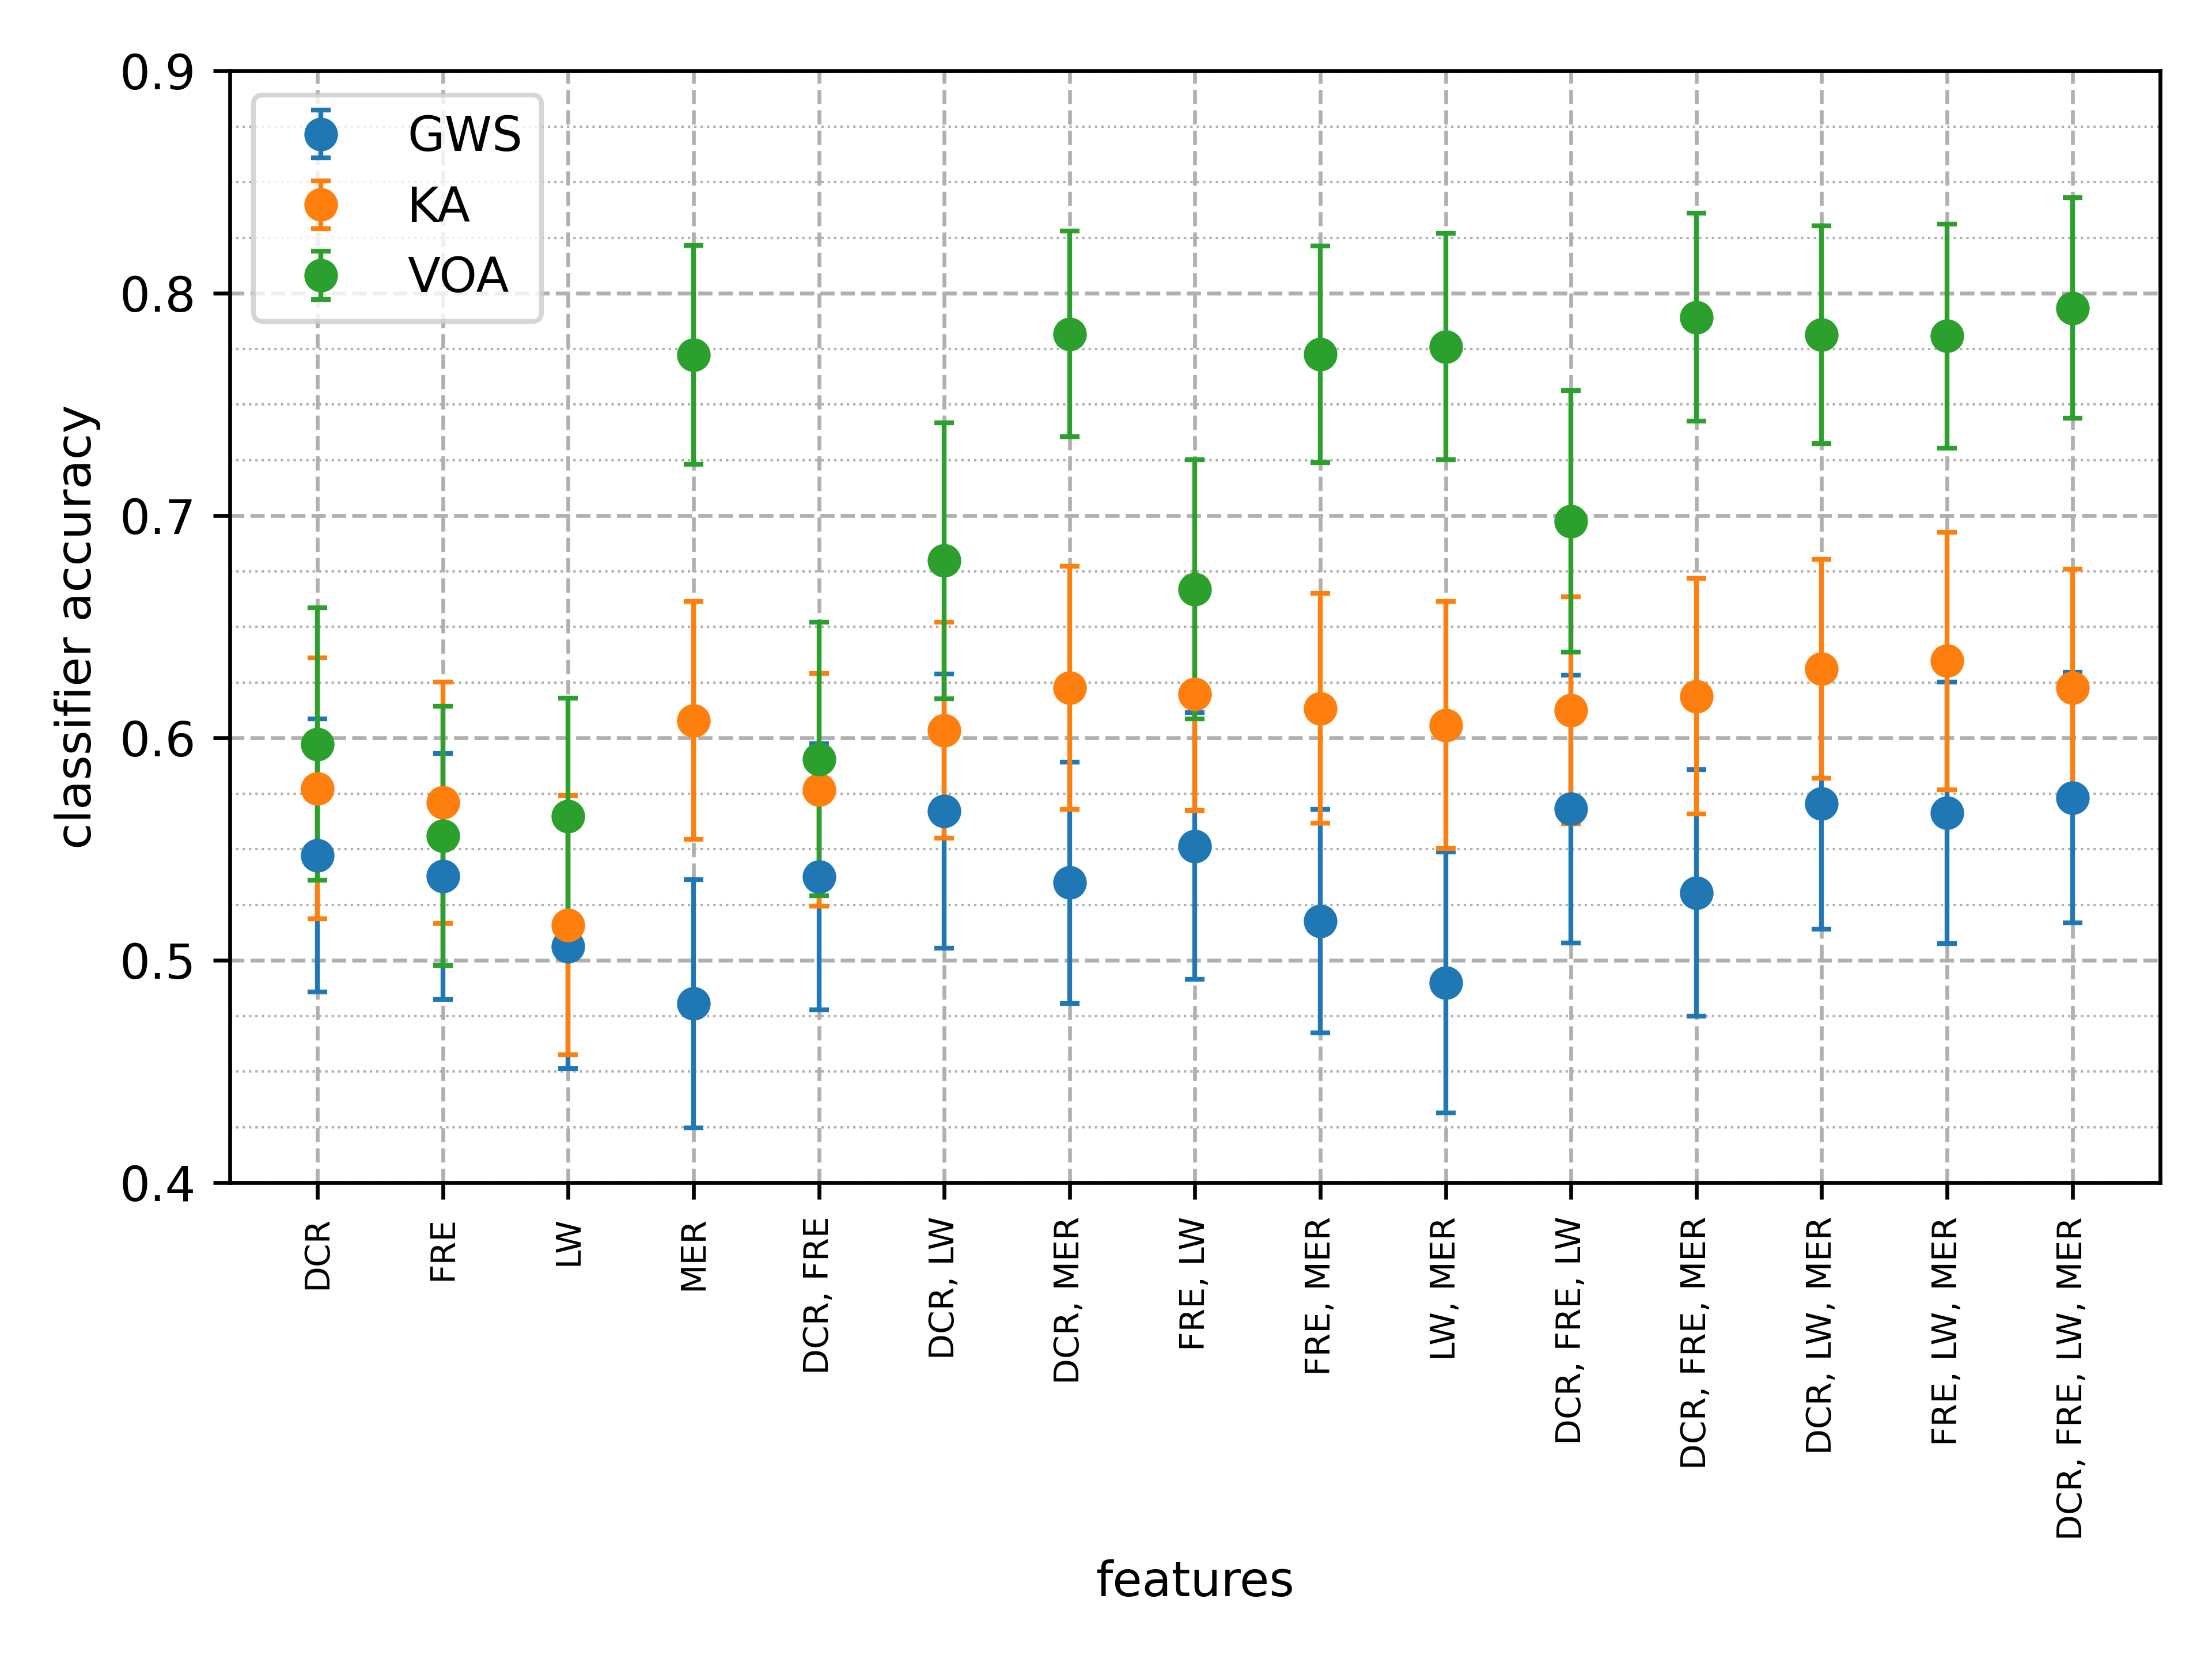 0.9
0.8
0.7
0.6
0.5
0.4
classifier accuracy
GWS
KA
VOA
DCR
FRE
LW
MER
DCR, FRE
DCR, LW
DCR, MER
FRE, LW
FRE, MER
LW, MER
DCR, FRE, LW
DCR, FRE, MER
DCR, LW, MER
FRE, LW, MER
DCR, FRE, LW, MER
features